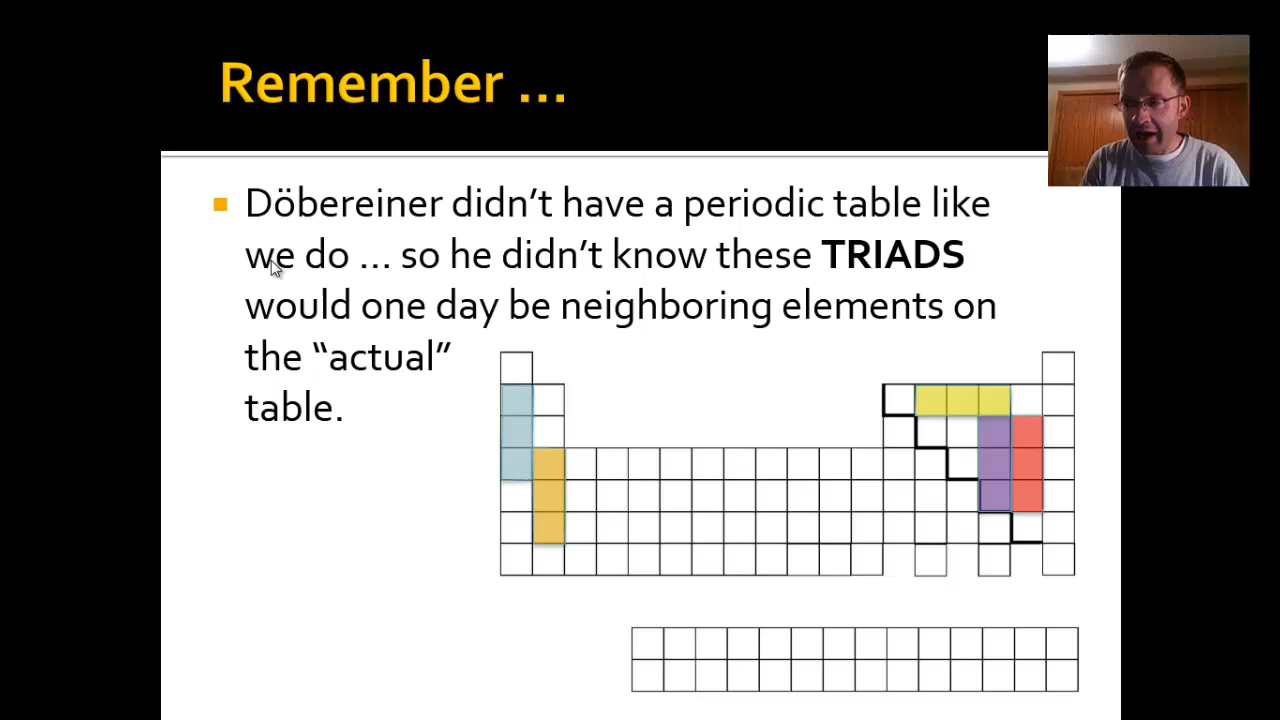 Remember ...
Döbereiner didn’t have a periodic table like
we do ... so he didn’t know these TRIADS
would one day be neighboring elements on
the “actual”
table.